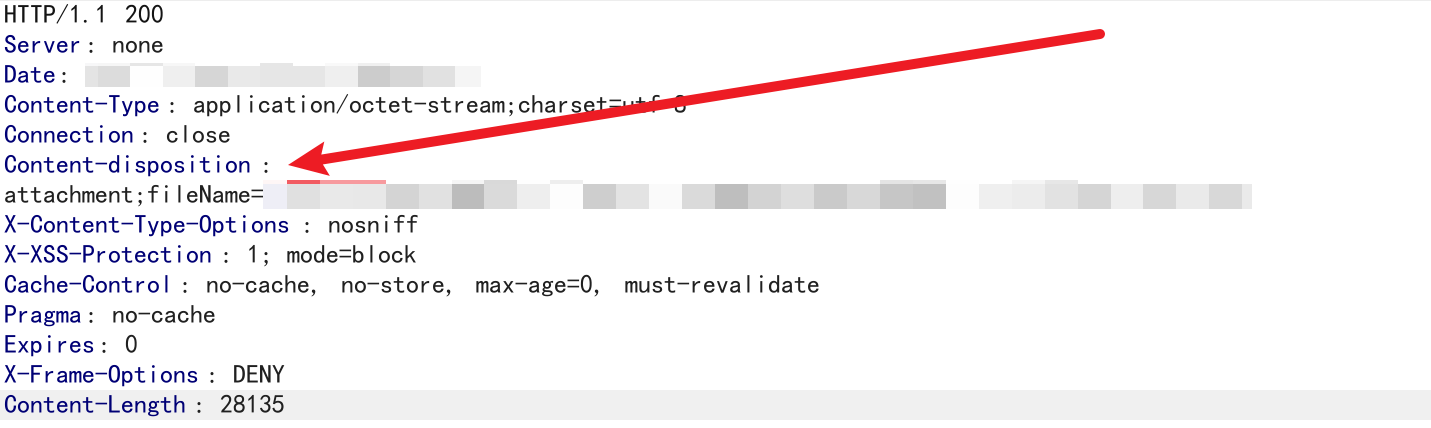 HTTP/1.1 200
Server: none
Date:
Content-Type: application/octet-stream;charset=utf-8
Connection: close
Content-disposition:
attachment;fileName=
X-Content-Type-Options: nosniff
X-XSS-Protection: 1; mode=block
Cache-Control: no-cache, no-store, max-age=0, must-revalidate
Pragma: no-cache
Expires: 0
X-Frame-Options: DENY
Content-Length: 28135